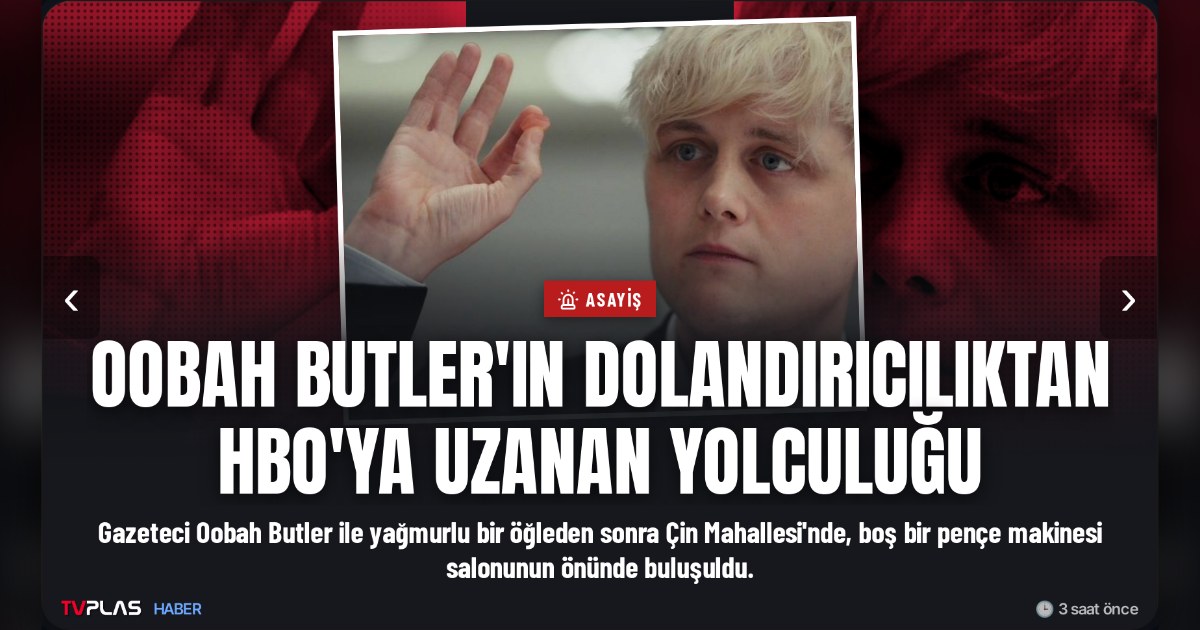 ASAYİŞ
OOBAH BUTLER'IN DOLANDIRICILIKTAN
HBO'YA UZANAN YOLCULUĞU
Gazeteci Oobah Butler ile yağmurlu bir öğleden sonra Çin Mahallesi'nde, boş bir pençe makinesi
salonunun önünde buluşuldu.
TVPLAS HABER
3 saat önce